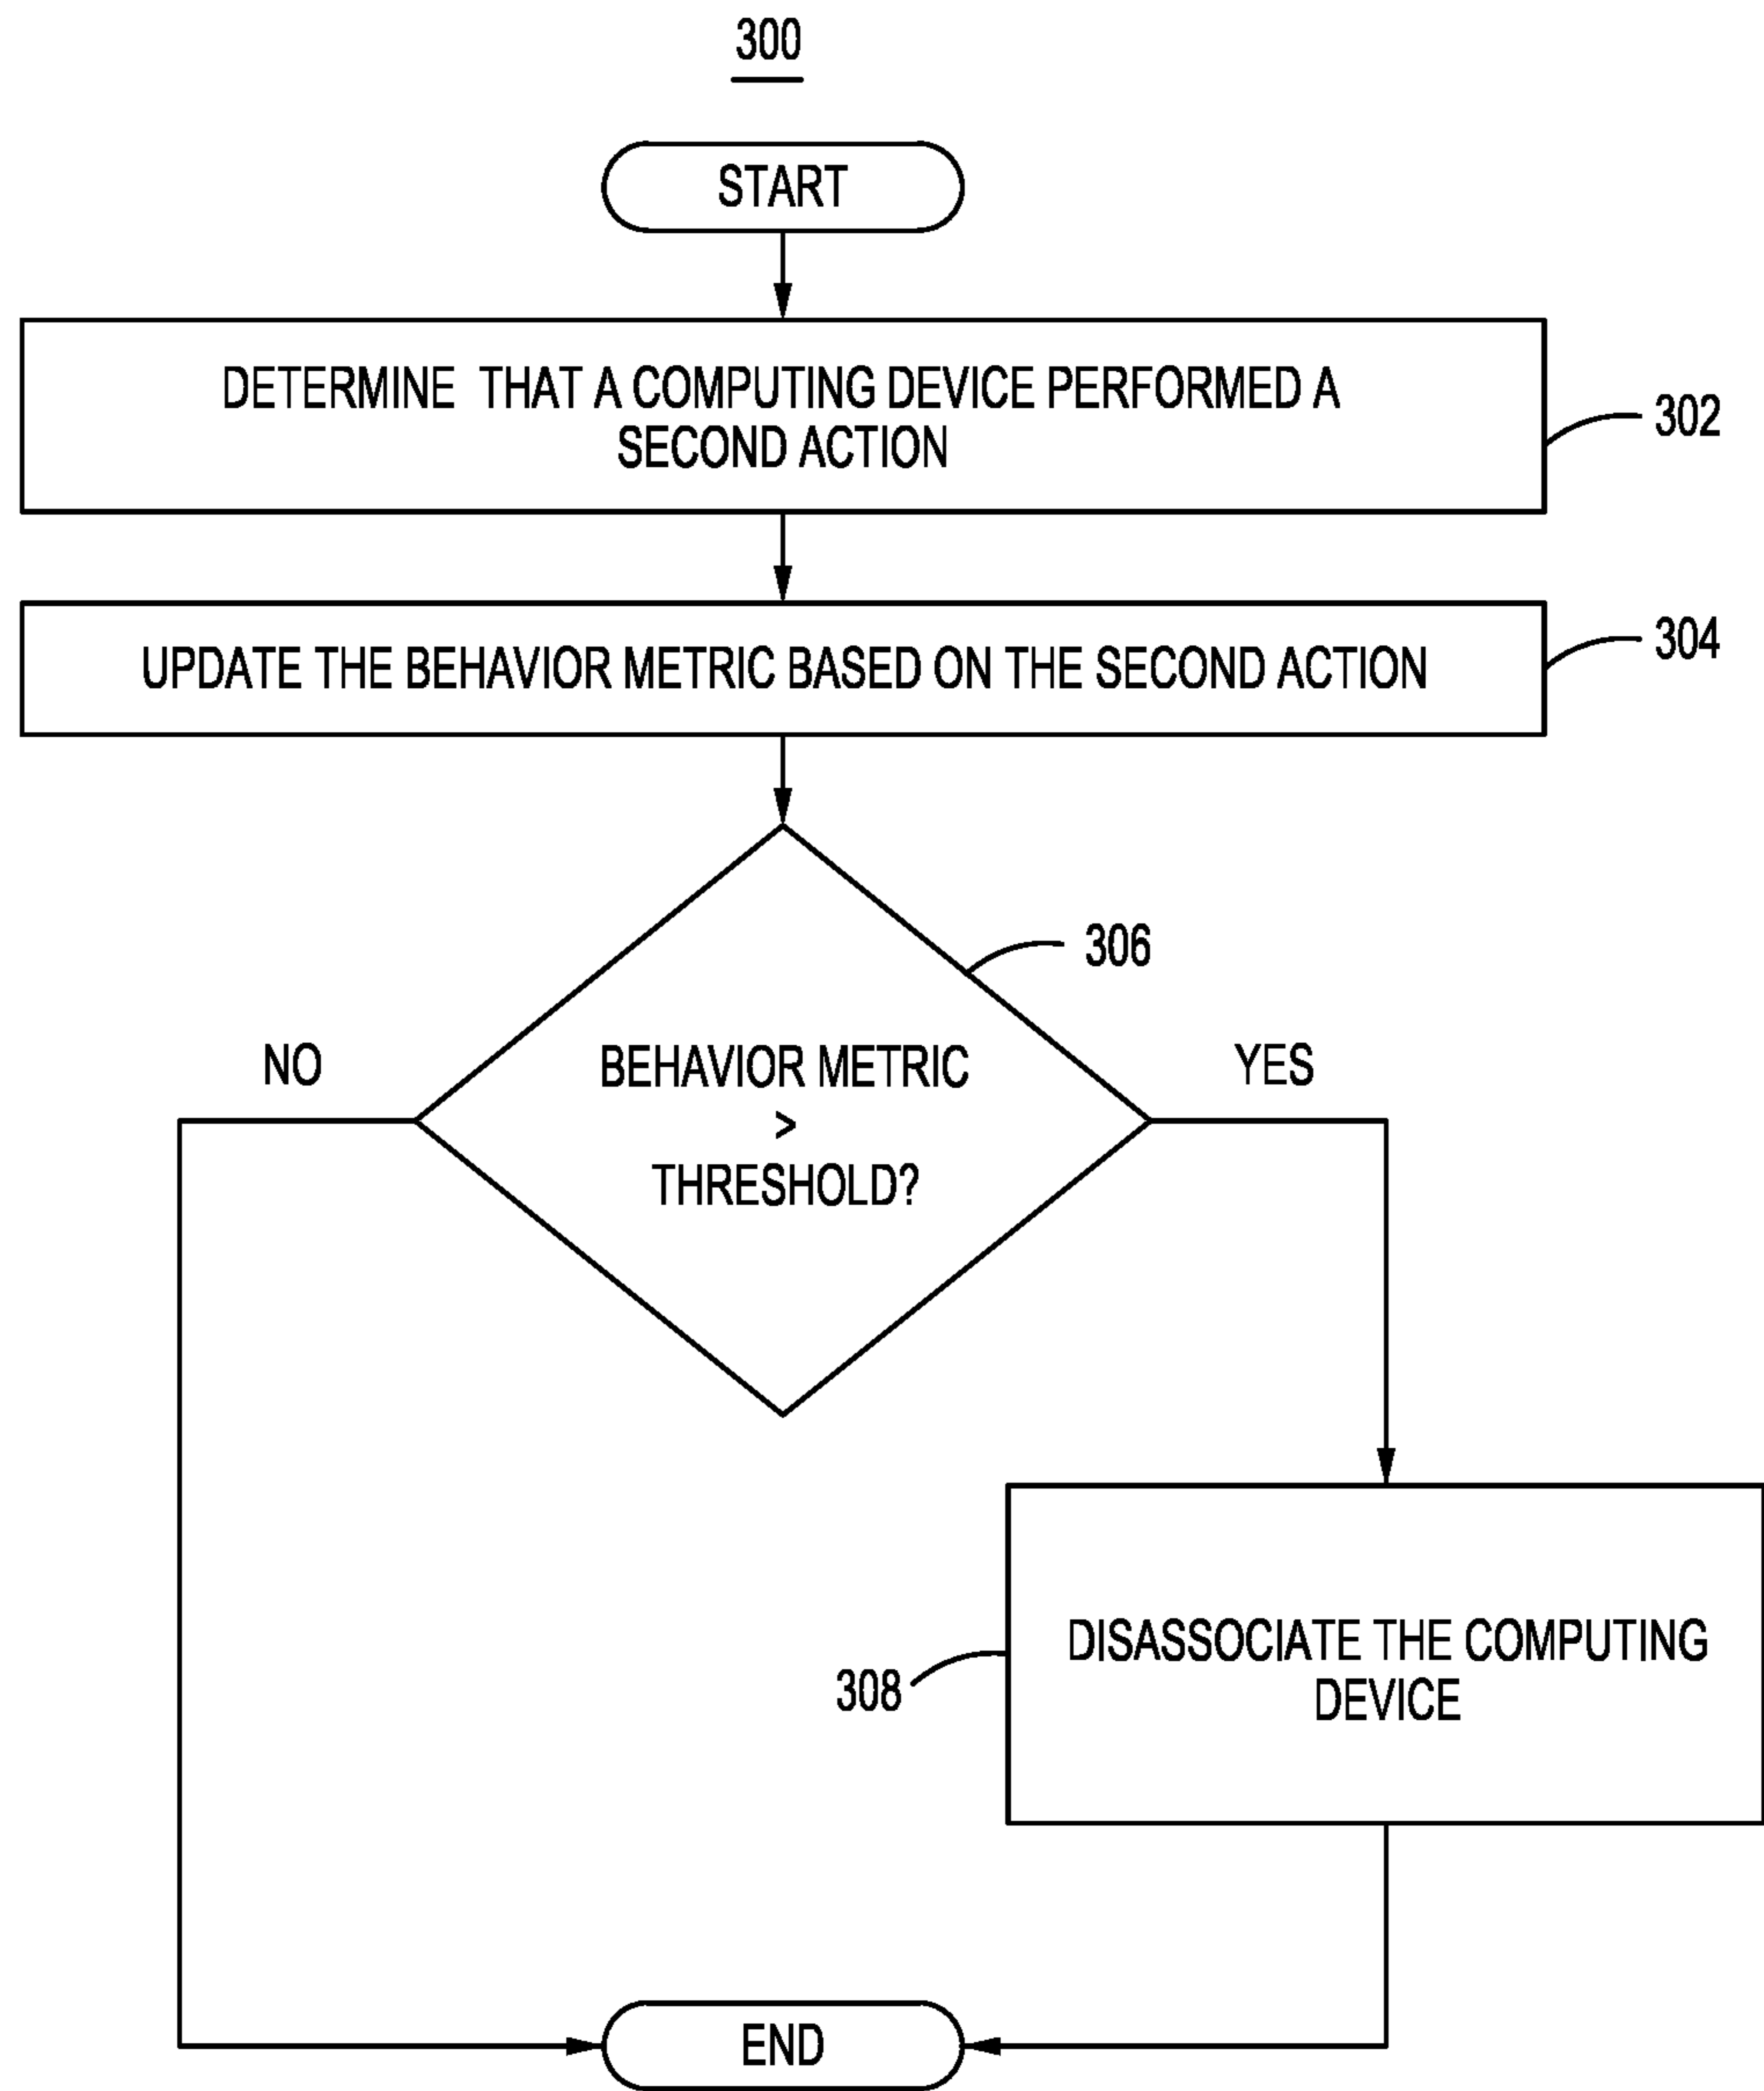 300
START
DETERMINE THAT A COMPUTING DEVICE PERFORMED A
SECOND ACTION
302
UPDATE THE BEHAVIOR METRIC BASED ON THE SECOND ACTION
304
306
NO
BEHAVIOR METRIC
>
THRESHOLD?
YES
DISASSOCIATE THE COMPUTING
DEVICE
308
END